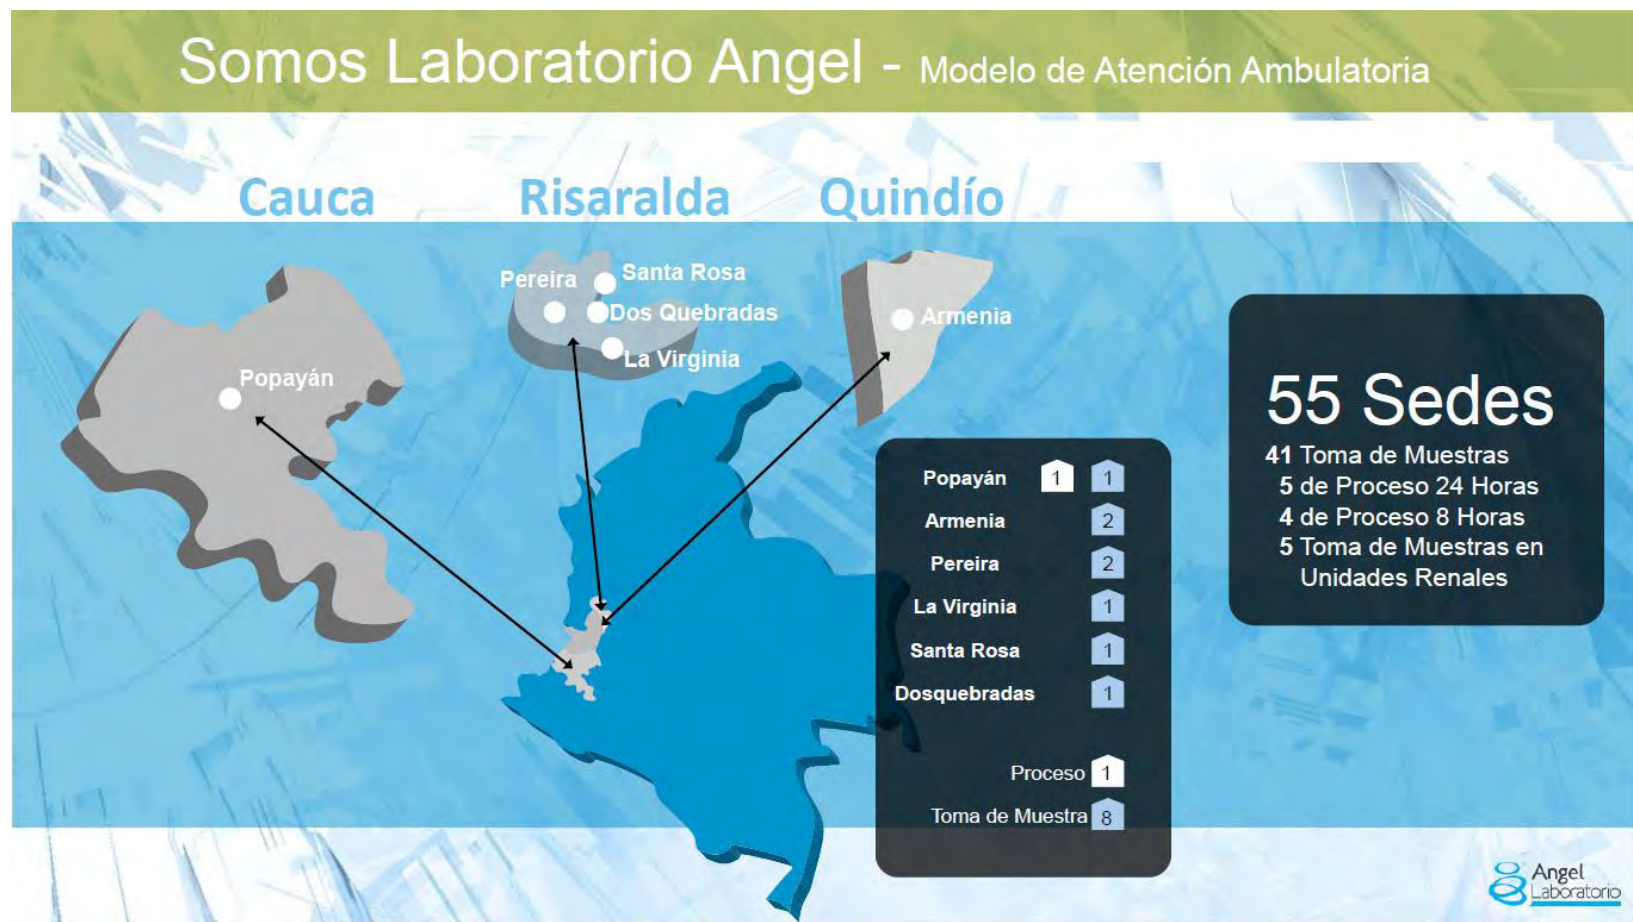 Somos Laboratorio Angel - Modelo de Atención Ambulatoria
Cauca
Risaralda
Quindío
Popayán
Pereira
Santa Rosa
Dos Quebradas
La Virginia
Armenia
Popayán 1 1
Armenia 2
Pereira 2
La Virginia 1
Santa Rosa 1
Dosquebradas 1
Proceso 1
Toma de Muestra 8
55 Sedes
41 Toma de Muestras
5 de Proceso 24 Horas
4 de Proceso 8 Horas
5 Toma de Muestras en
Unidades Renales
Angel
Laboratorio